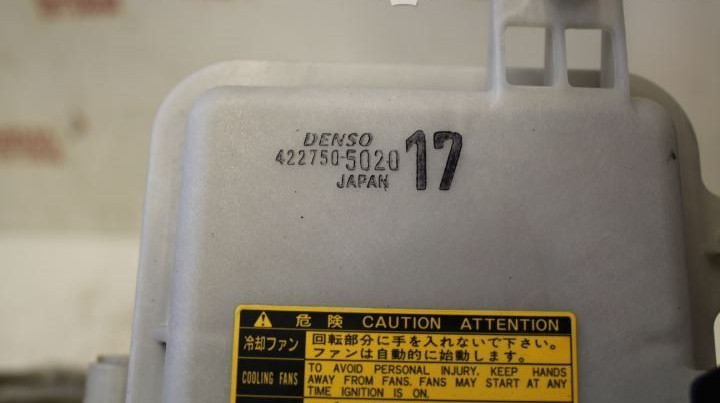 DENSO
422750-5020 17
JAPAN
危険 CAUTION ATTENTION
冷却ファン
回転部分に手を入れないで下さい。
ファンは自動的に始動します。
COOLING FANS
TO AVOID PERSONAL INJURY, KEEP HANDS
AWAY FROM FANS. FANS MAY START AT ANY
TIME IGNITION IS ON.